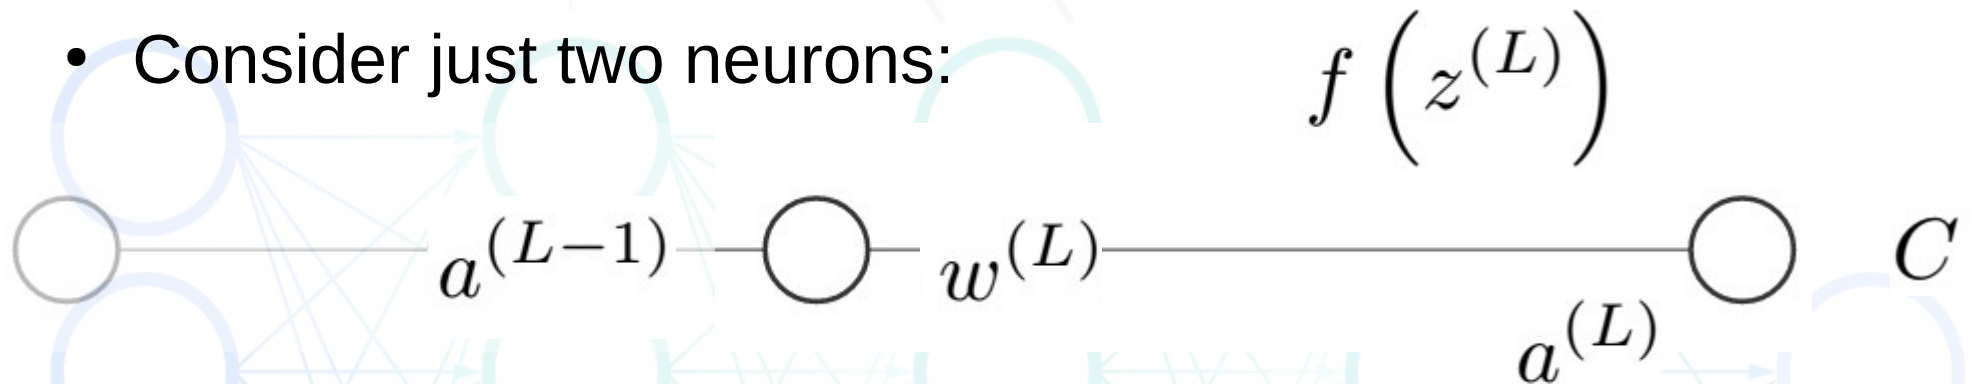 • Consider just two neurons:
f(z^(L))
a^(L−1) w^(L) C
a^(L)